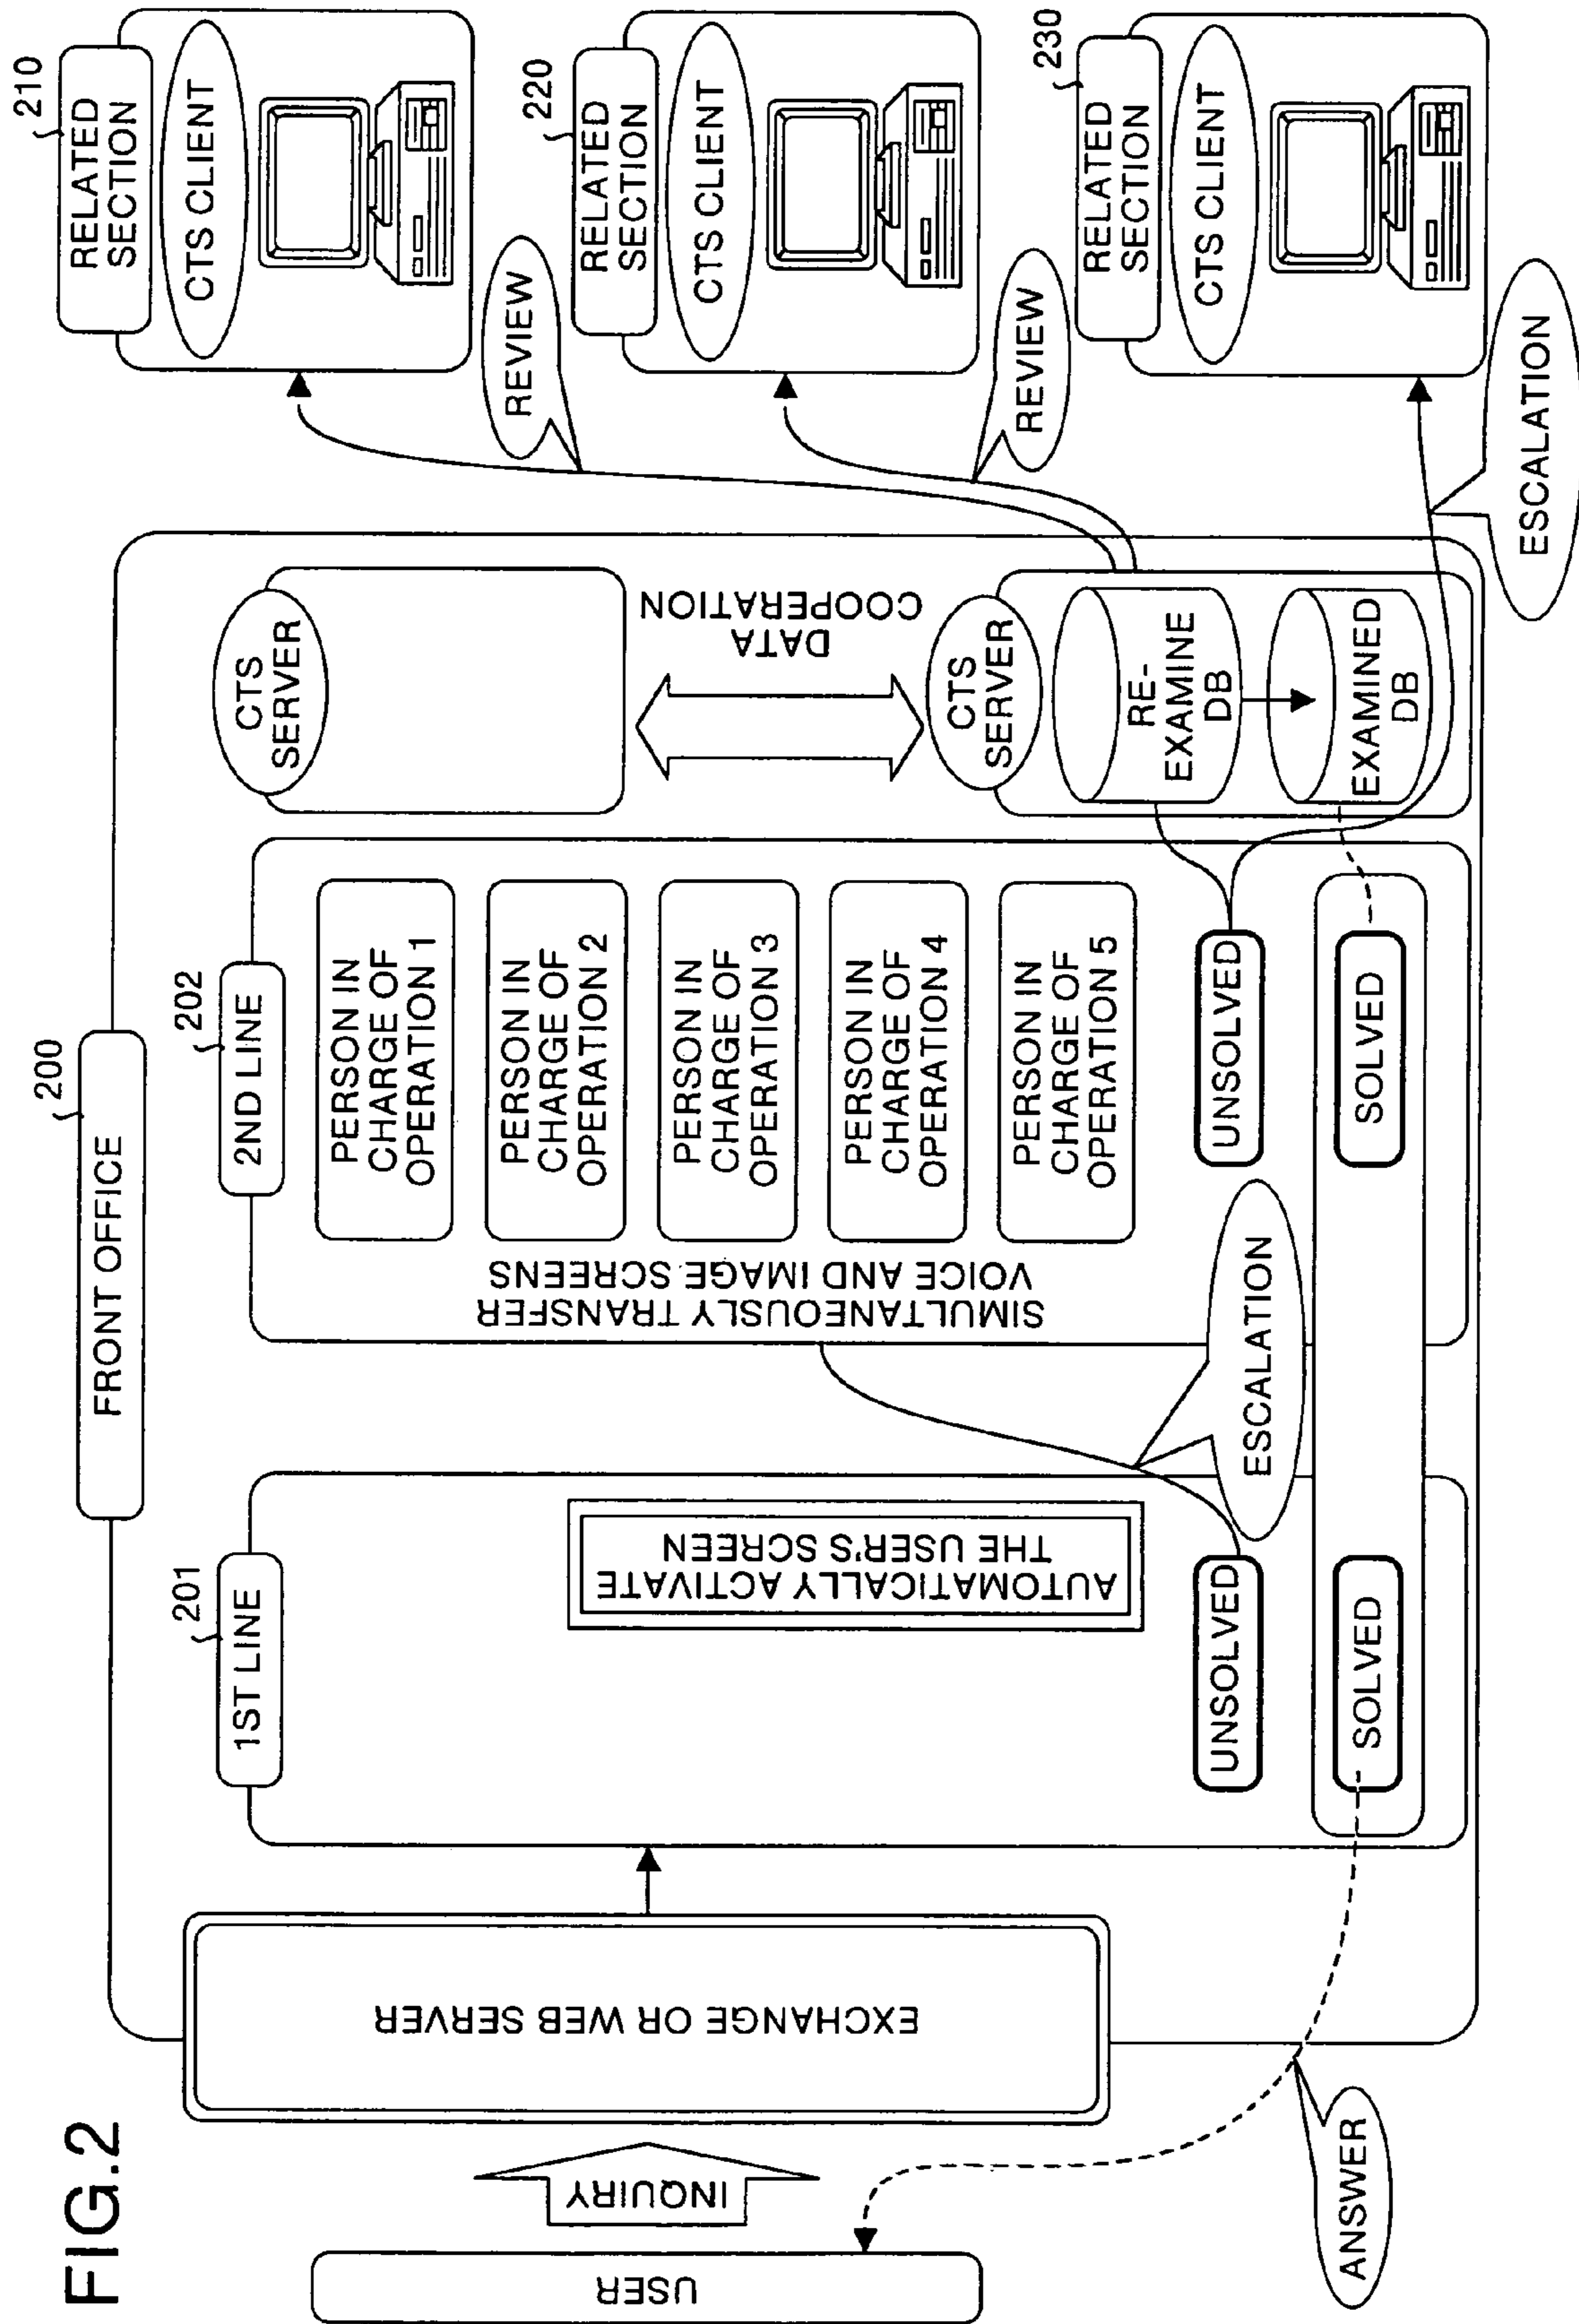 FIG.2
USER
INQUIRY
ANSWER
EXCHANGE OR WEB SERVER
200
FRONT OFFICE
201
1ST LINE
AUTOMATICALLY ACTIVATE
THE USER'S SCREEN
UNSOLVED
SOLVED
ESCALATION
202
2ND LINE
SIMULTANEOUSLY TRANSFER
VOICE AND IMAGE SCREENS
PERSON IN
CHARGE OF
OPERATION 1
PERSON IN
CHARGE OF
OPERATION 2
PERSON IN
CHARGE OF
OPERATION 3
PERSON IN
CHARGE OF
OPERATION 4
PERSON IN
CHARGE OF
OPERATION 5
UNSOLVED
SOLVED
CTS
SERVER
DATA
COOPERATION
CTS
SERVER
RE-
EXAMINE
DB
EXAMINED
DB
REVIEW
REVIEW
ESCALATION
210
RELATED
SECTION
CTS CLIENT
220
RELATED
SECTION
CTS CLIENT
230
RELATED
SECTION
CTS CLIENT